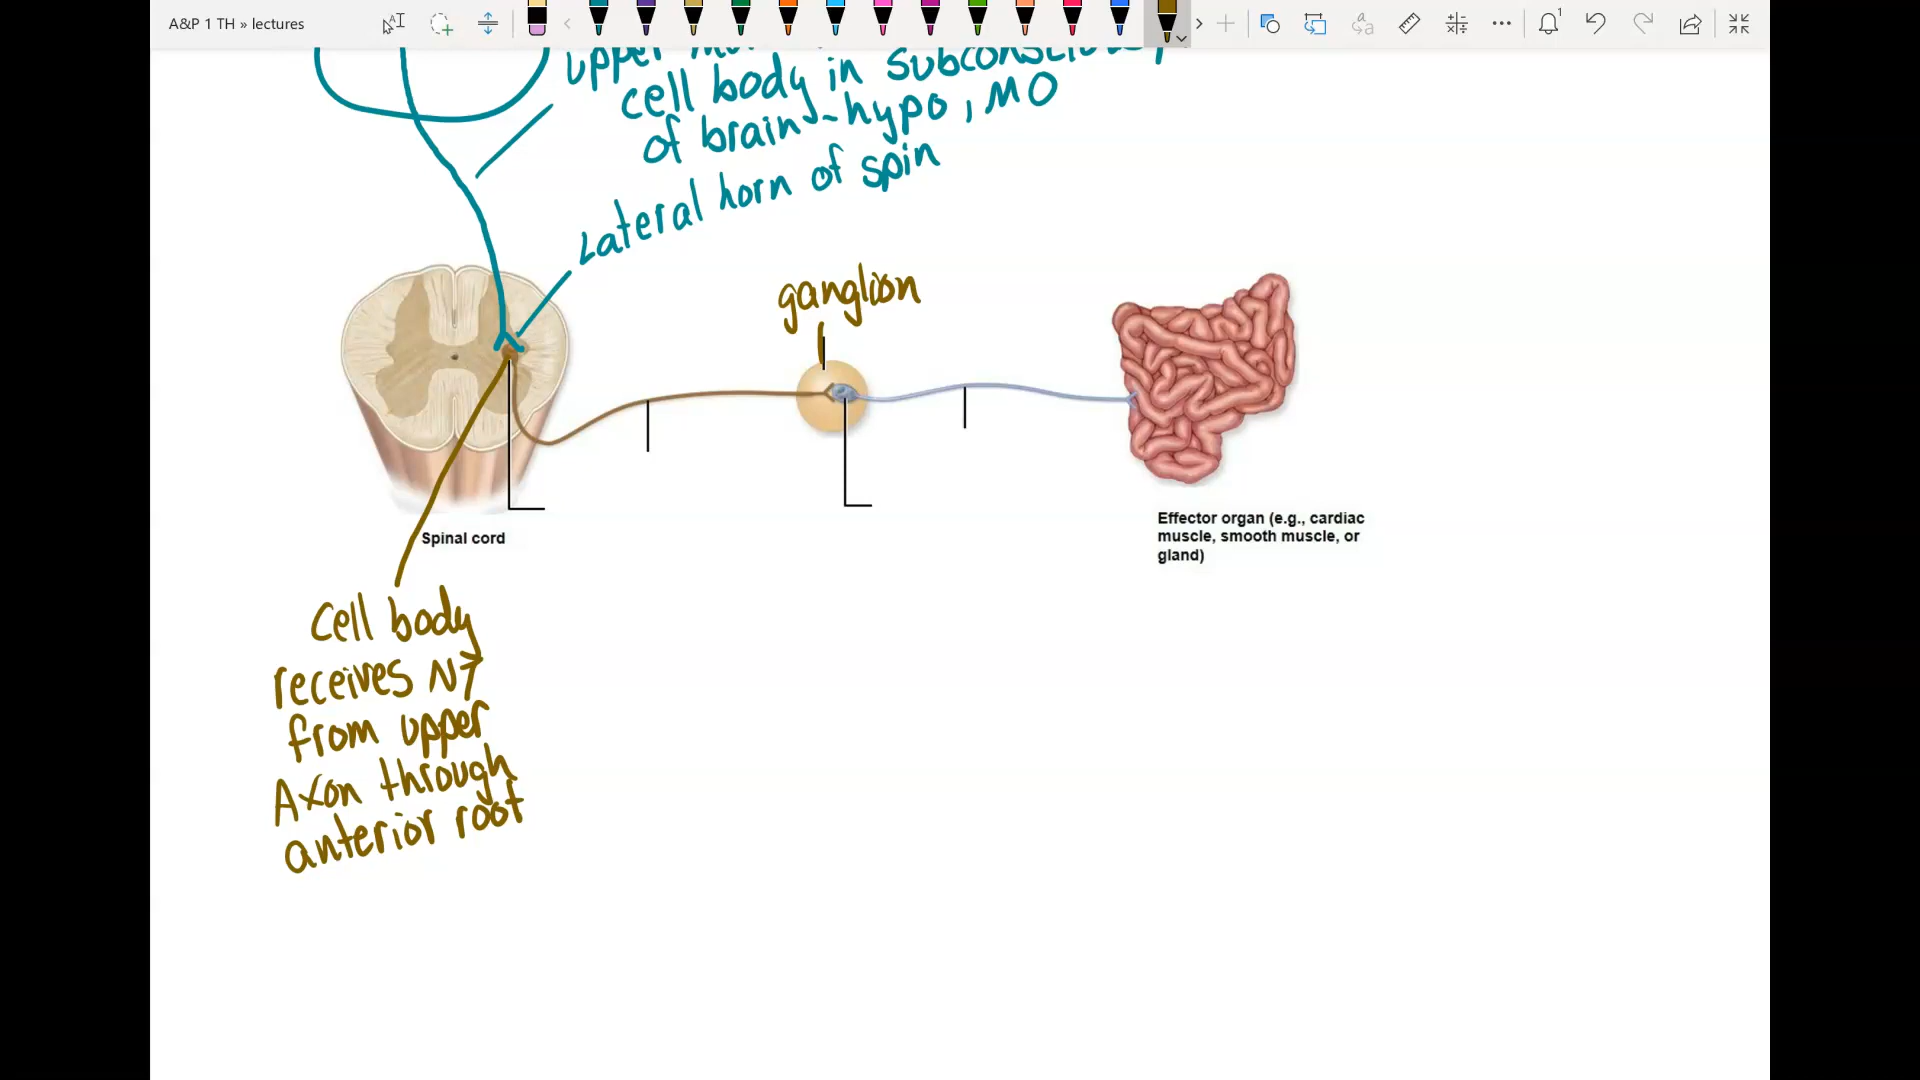 A&P 1 TH » lectures
upper
cell body in subconscious
of brain - hypo, MO
Lateral horn of spin
ganglion
Spinal cord
Effector organ (e.g., cardiac
muscle, smooth muscle, or
gland)
Cell body
receives NT
from upper
Axon through
anterior root